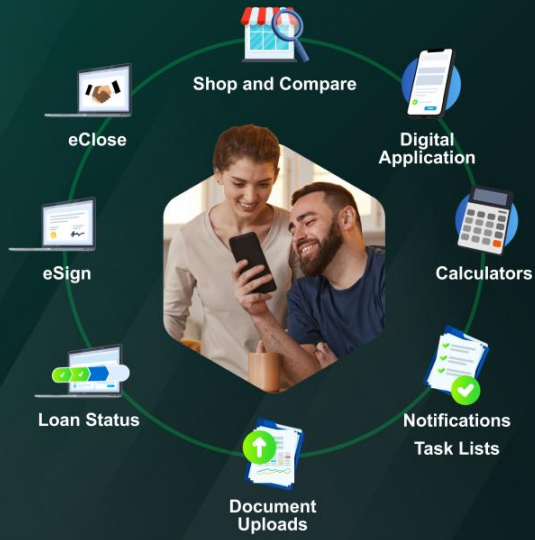 Shop and Compare
Digital
Application
Calculators
Notifications
Task Lists
Document
Uploads
Loan Status
eSign
eClose